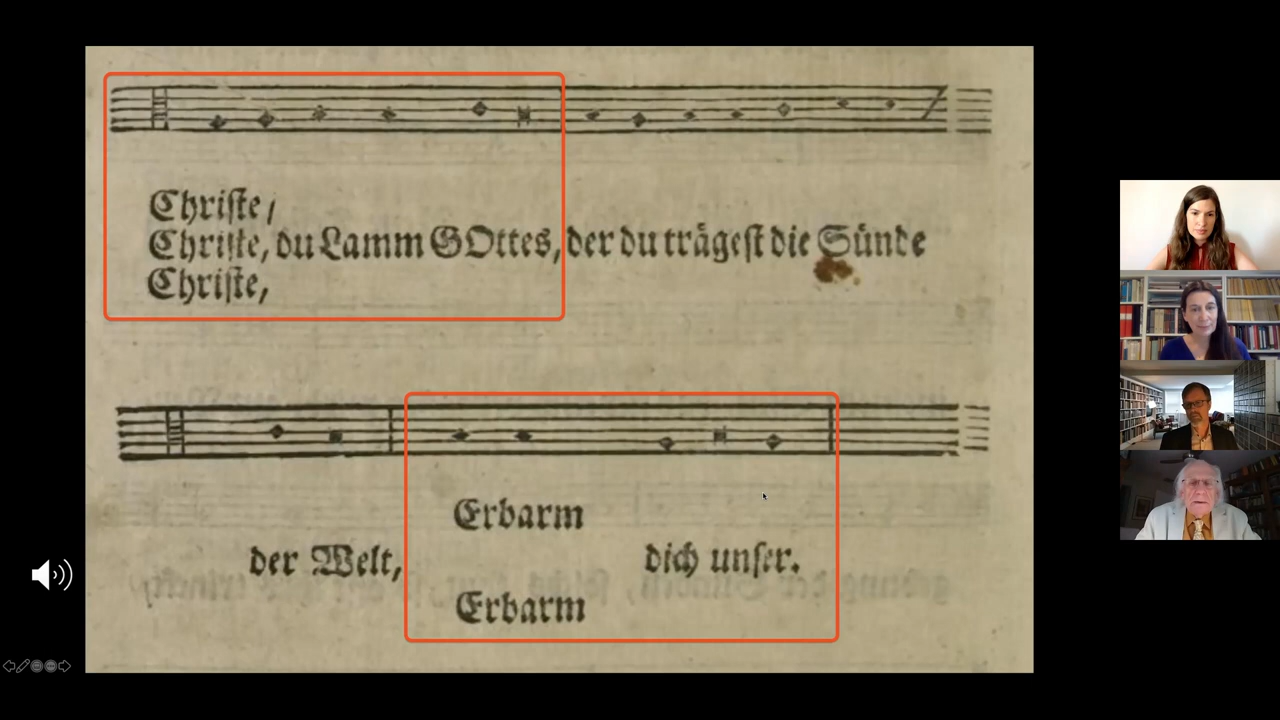 Chriſte/
Chriſte, du Lamm GOttes, der du trägeſt die Sünde
Chriſte,
Erbarm
der Welt, dich unſer.
Erbarm